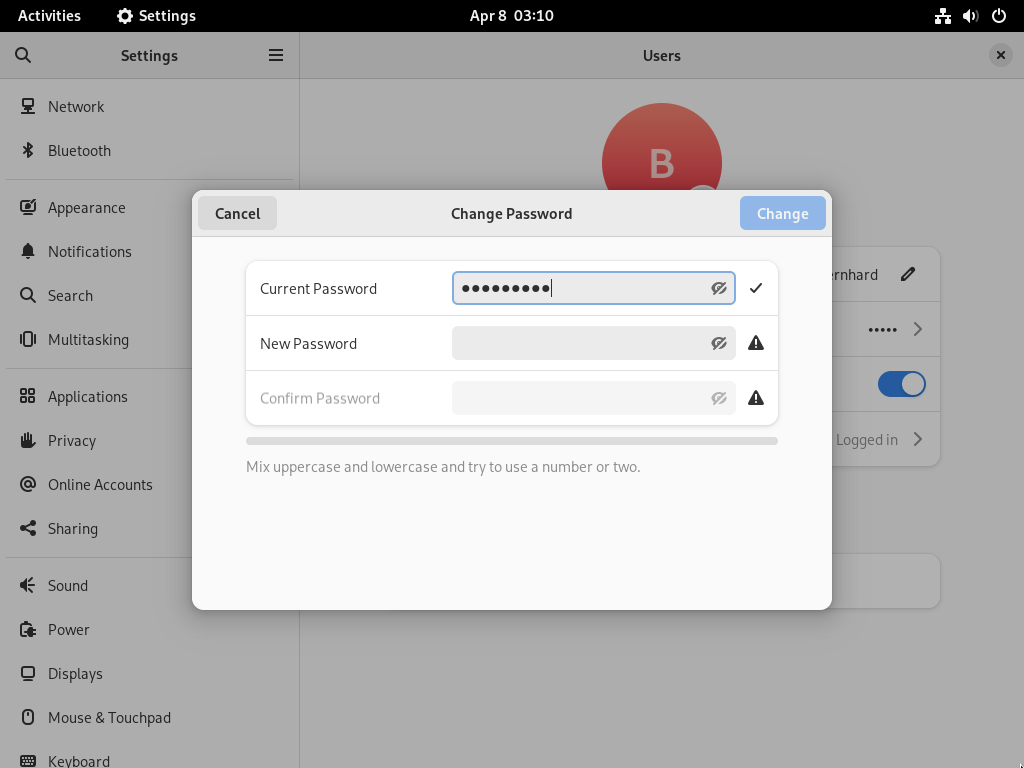 Activities Settings Apr 8 03:10
Settings Users
Network
Bluetooth
B
Appearance
Cancel Change Password Change
Notifications
ernhard
Current Password •••••••••
Search
•••••
Multitasking
New Password
Applications
Confirm Password
Privacy
Logged in
Mix uppercase and lowercase and try to use a number or two.
Online Accounts
Sharing
Sound
Power
Displays
Mouse & Touchpad
Keyboard